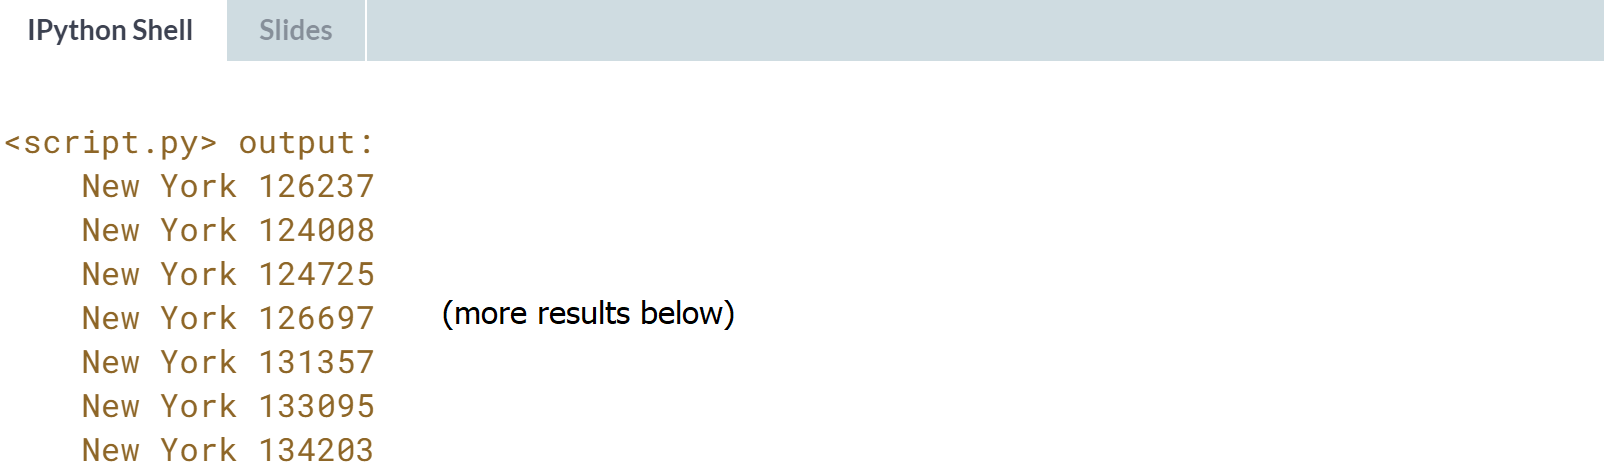 IPython Shell
Slides
<script.py> output:
New York 126237
New York 124008
New York 124725
New York 126697
(more results below)
New York 131357
New York 133095
New York 134203